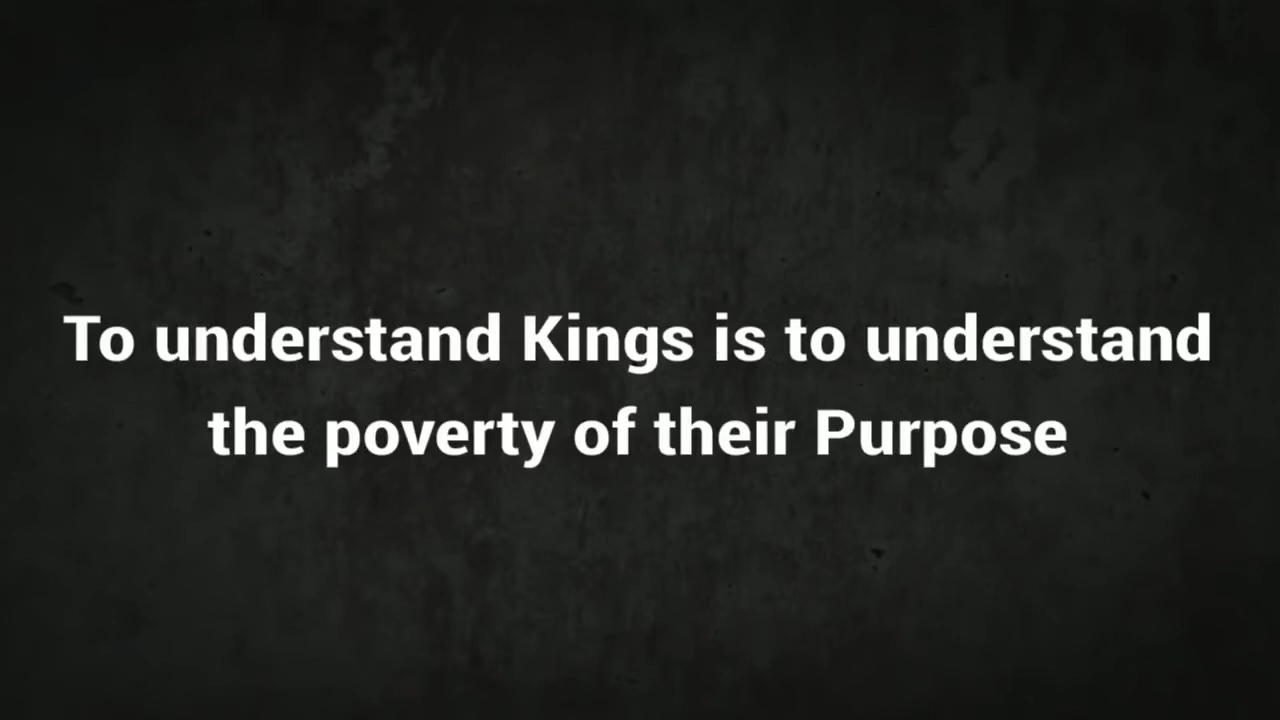 To understand Kings is to understand
the poverty of their Purpose